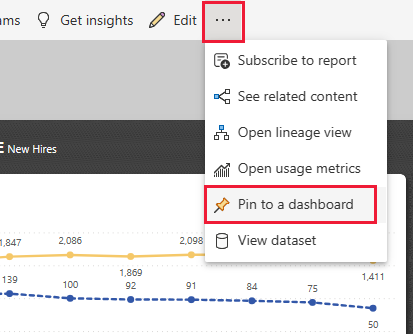 ams Get insights Edit ...
Subscribe to report
See related content
Open lineage view
Open usage metrics
Pin to a dashboard
View dataset
E New Hires
1,847 2,086 2,098
1,869 1,411
139 100 92 91 84 75
50